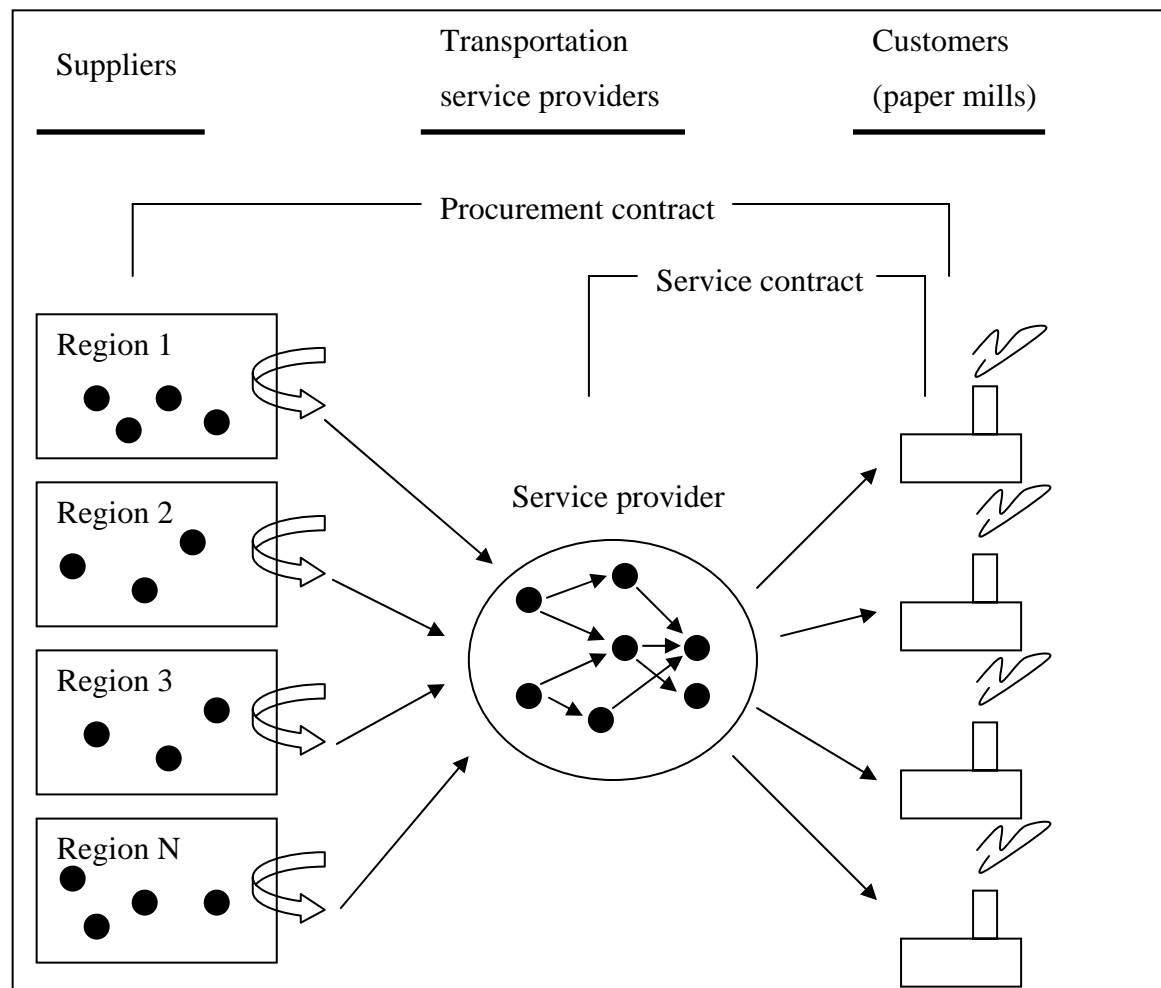 Suppliers
Transportation
service providers
Customers
(paper mills)
Procurement contract
Service contract
Region 1
Service provider
Region 2
Region 3
Region N